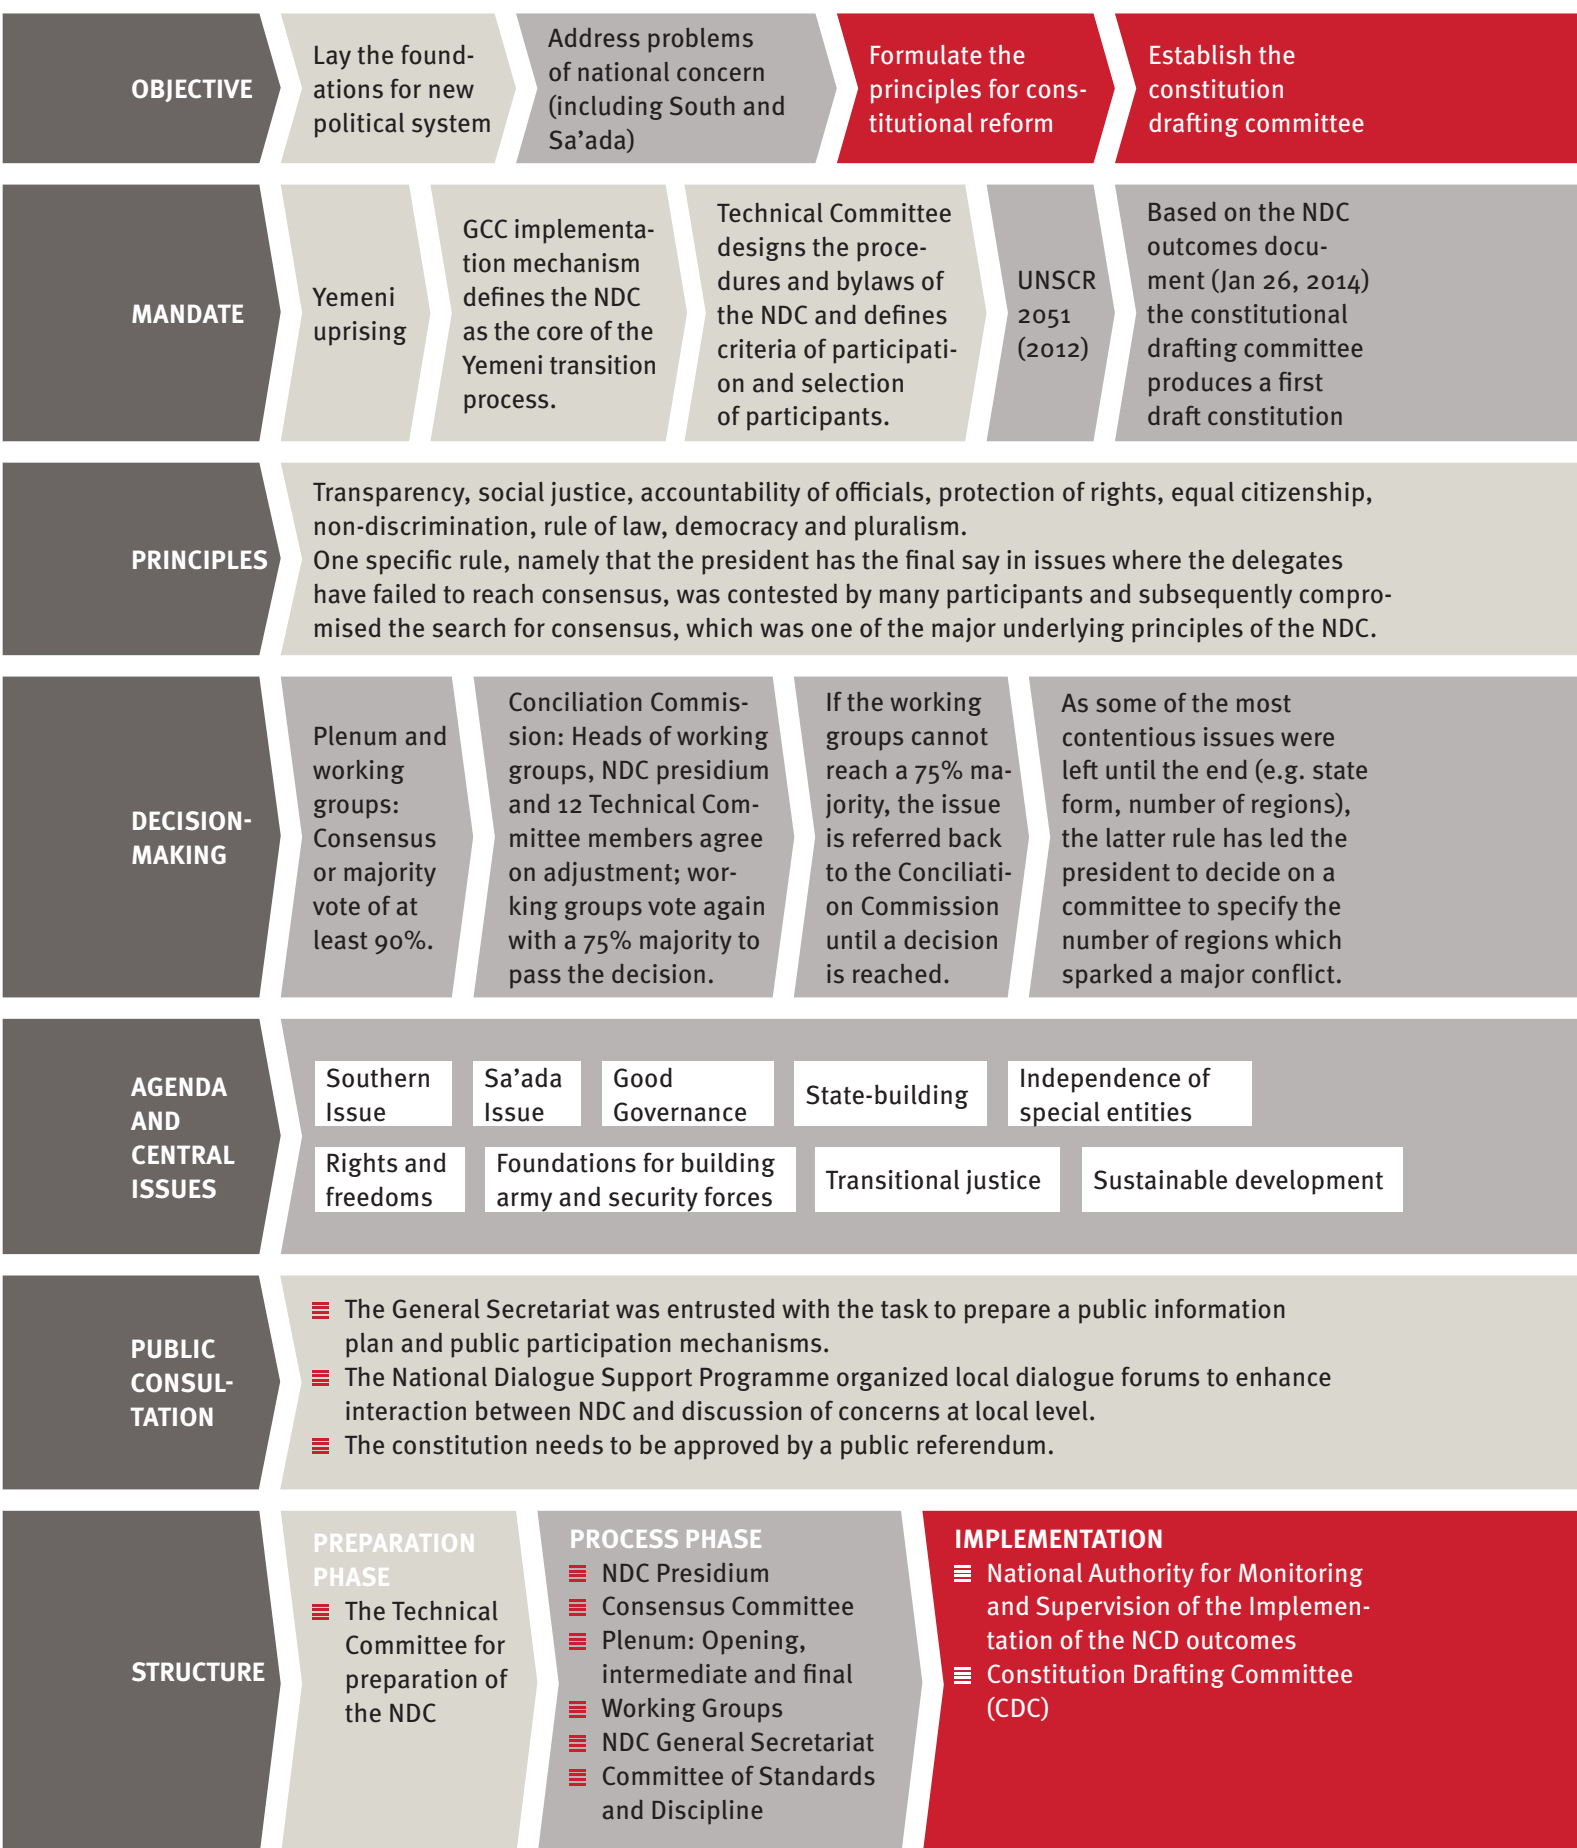 OBJECTIVE
Lay the found-
ations for new
political system
Address problems
of national concern
(including South and
Sa’ada)
Formulate the
principles for cons-
titutional reform
Establish the
constitution
drafting committee
MANDATE
Yemeni
uprising
GCC implementa-
tion mechanism
defines the NDC
as the core of the
Yemeni transition
process.
Technical Committee
designs the proce-
dures and bylaws of
the NDC and defines
criteria of participati-
on and selection
of participants.
UNSCR
2051
(2012)
Based on the NDC
outcomes docu-
ment (Jan 26, 2014)
the constitutional
drafting committee
produces a first
draft constitution
PRINCIPLES
Transparency, social justice, accountability of officials, protection of rights, equal citizenship,
non-discrimination, rule of law, democracy and pluralism.
One specific rule, namely that the president has the final say in issues where the delegates
have failed to reach consensus, was contested by many participants and subsequently compro-
mised the search for consensus, which was one of the major underlying principles of the NDC.
DECISION-
MAKING
Plenum and
working
groups:
Consensus
or majority
vote of at
least 90%.
Conciliation Commis-
sion: Heads of working
groups, NDC presidium
and 12 Technical Com-
mittee members agree
on adjustment; wor-
king groups vote again
with a 75% majority to
pass the decision.
If the working
groups cannot
reach a 75% ma-
jority, the issue
is referred back
to the Conciliati-
on Commission
until a decision
is reached.
As some of the most
contentious issues were
left until the end (e.g. state
form, number of regions),
the latter rule has led the
president to decide on a
committee to specify the
number of regions which
sparked a major conflict.
AGENDA
AND
CENTRAL
ISSUES
Southern
Issue
Sa’ada
Issue
Good
Governance
State-building
Independence of
special entities
Rights and
freedoms
Foundations for building
army and security forces
Transitional justice
Sustainable development
PUBLIC
CONSUL-
TATION
The General Secretariat was entrusted with the task to prepare a public information
plan and public participation mechanisms.
The National Dialogue Support Programme organized local dialogue forums to enhance
interaction between NDC and discussion of concerns at local level.
The constitution needs to be approved by a public referendum.
STRUCTURE
PREPARATION
PHASE
The Technical
Committee for
preparation of
the NDC
PROCESS PHASE
NDC Presidium
Consensus Committee
Plenum: Opening,
intermediate and final
Working Groups
NDC General Secretariat
Committee of Standards
and Discipline
IMPLEMENTATION
National Authority for Monitoring
and Supervision of the Implemen-
tation of the NCD outcomes
Constitution Drafting Committee
(CDC)